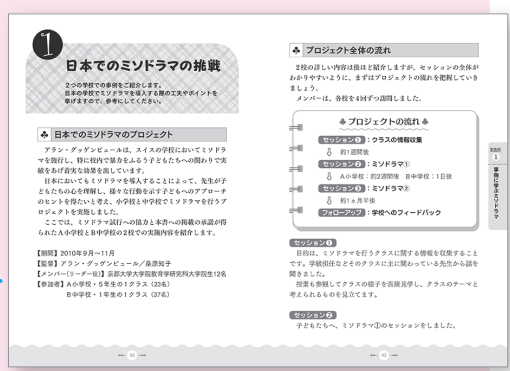 1
日本でのミソドラマの挑戦
2つの学校での事例をご紹介します。
日本の学校でミソドラマを導入する際の工夫やポイントを
挙げますので、参考にしてください。
日本でのミソドラマのプロジェクト
アラン・グッゲンビュールは、スイスの学校においてミソドラ
マを施行し、特に校内で暴力をふるう子どもたちへの関わりで実
績をあげ着実な効果を出しています。
日本においてもミソドラマを導入することによって、先生が子
どもたちの心を理解し、様々な行動を示す子どもへのアプローチ
のヒントを得たいと考え、小学校と中学校でミソドラマを行うプ
ロジェクトを実施しました。
ここでは、ミソドラマ試行への協力と本書への掲載の承諾が得
られたA小学校とB中学校の2校での実施内容を紹介します。
【期間】2010年9月〜11月
【監督】アラン・グッゲンビュール/桑原知子
【メンバー(リーダー役)】京都大学大学院教育学研究科大学院生12名
【参加者】A小学校・5年生の1クラス(23名)
B中学校・1年生の1クラス(37名)
プロジェクト全体の流れ
2校の詳しい内容は後ほど紹介しますが、セッションの全体が
わかりやすいように、まずはプロジェクトの流れを把握していき
ましょう。
メンバーは、各校を4回ずつ訪問しました。
プロジェクトの流れ
セッション❶:クラスの情報収集
約1週間後
セッション❷:ミソドラマ①
A小学校:約2週間後 B中学校:1日後
セッション❸:ミソドラマ②
約1ヵ月半後
フォローアップ:学校へのフィードバック
セッション❶
目的は、ミソドラマを行うクラスに関する情報を収集すること
です。学級担任などそのクラスに主に関わっている先生から話を
聞きました。
授業も参観してクラスの様子を直接見学し、クラスのテーマと
考えられるものを見立てます。
セッション❷
子どもたちへ、ミソドラマ①のセッションをしました。
1
事例に学ぶミソドラマ